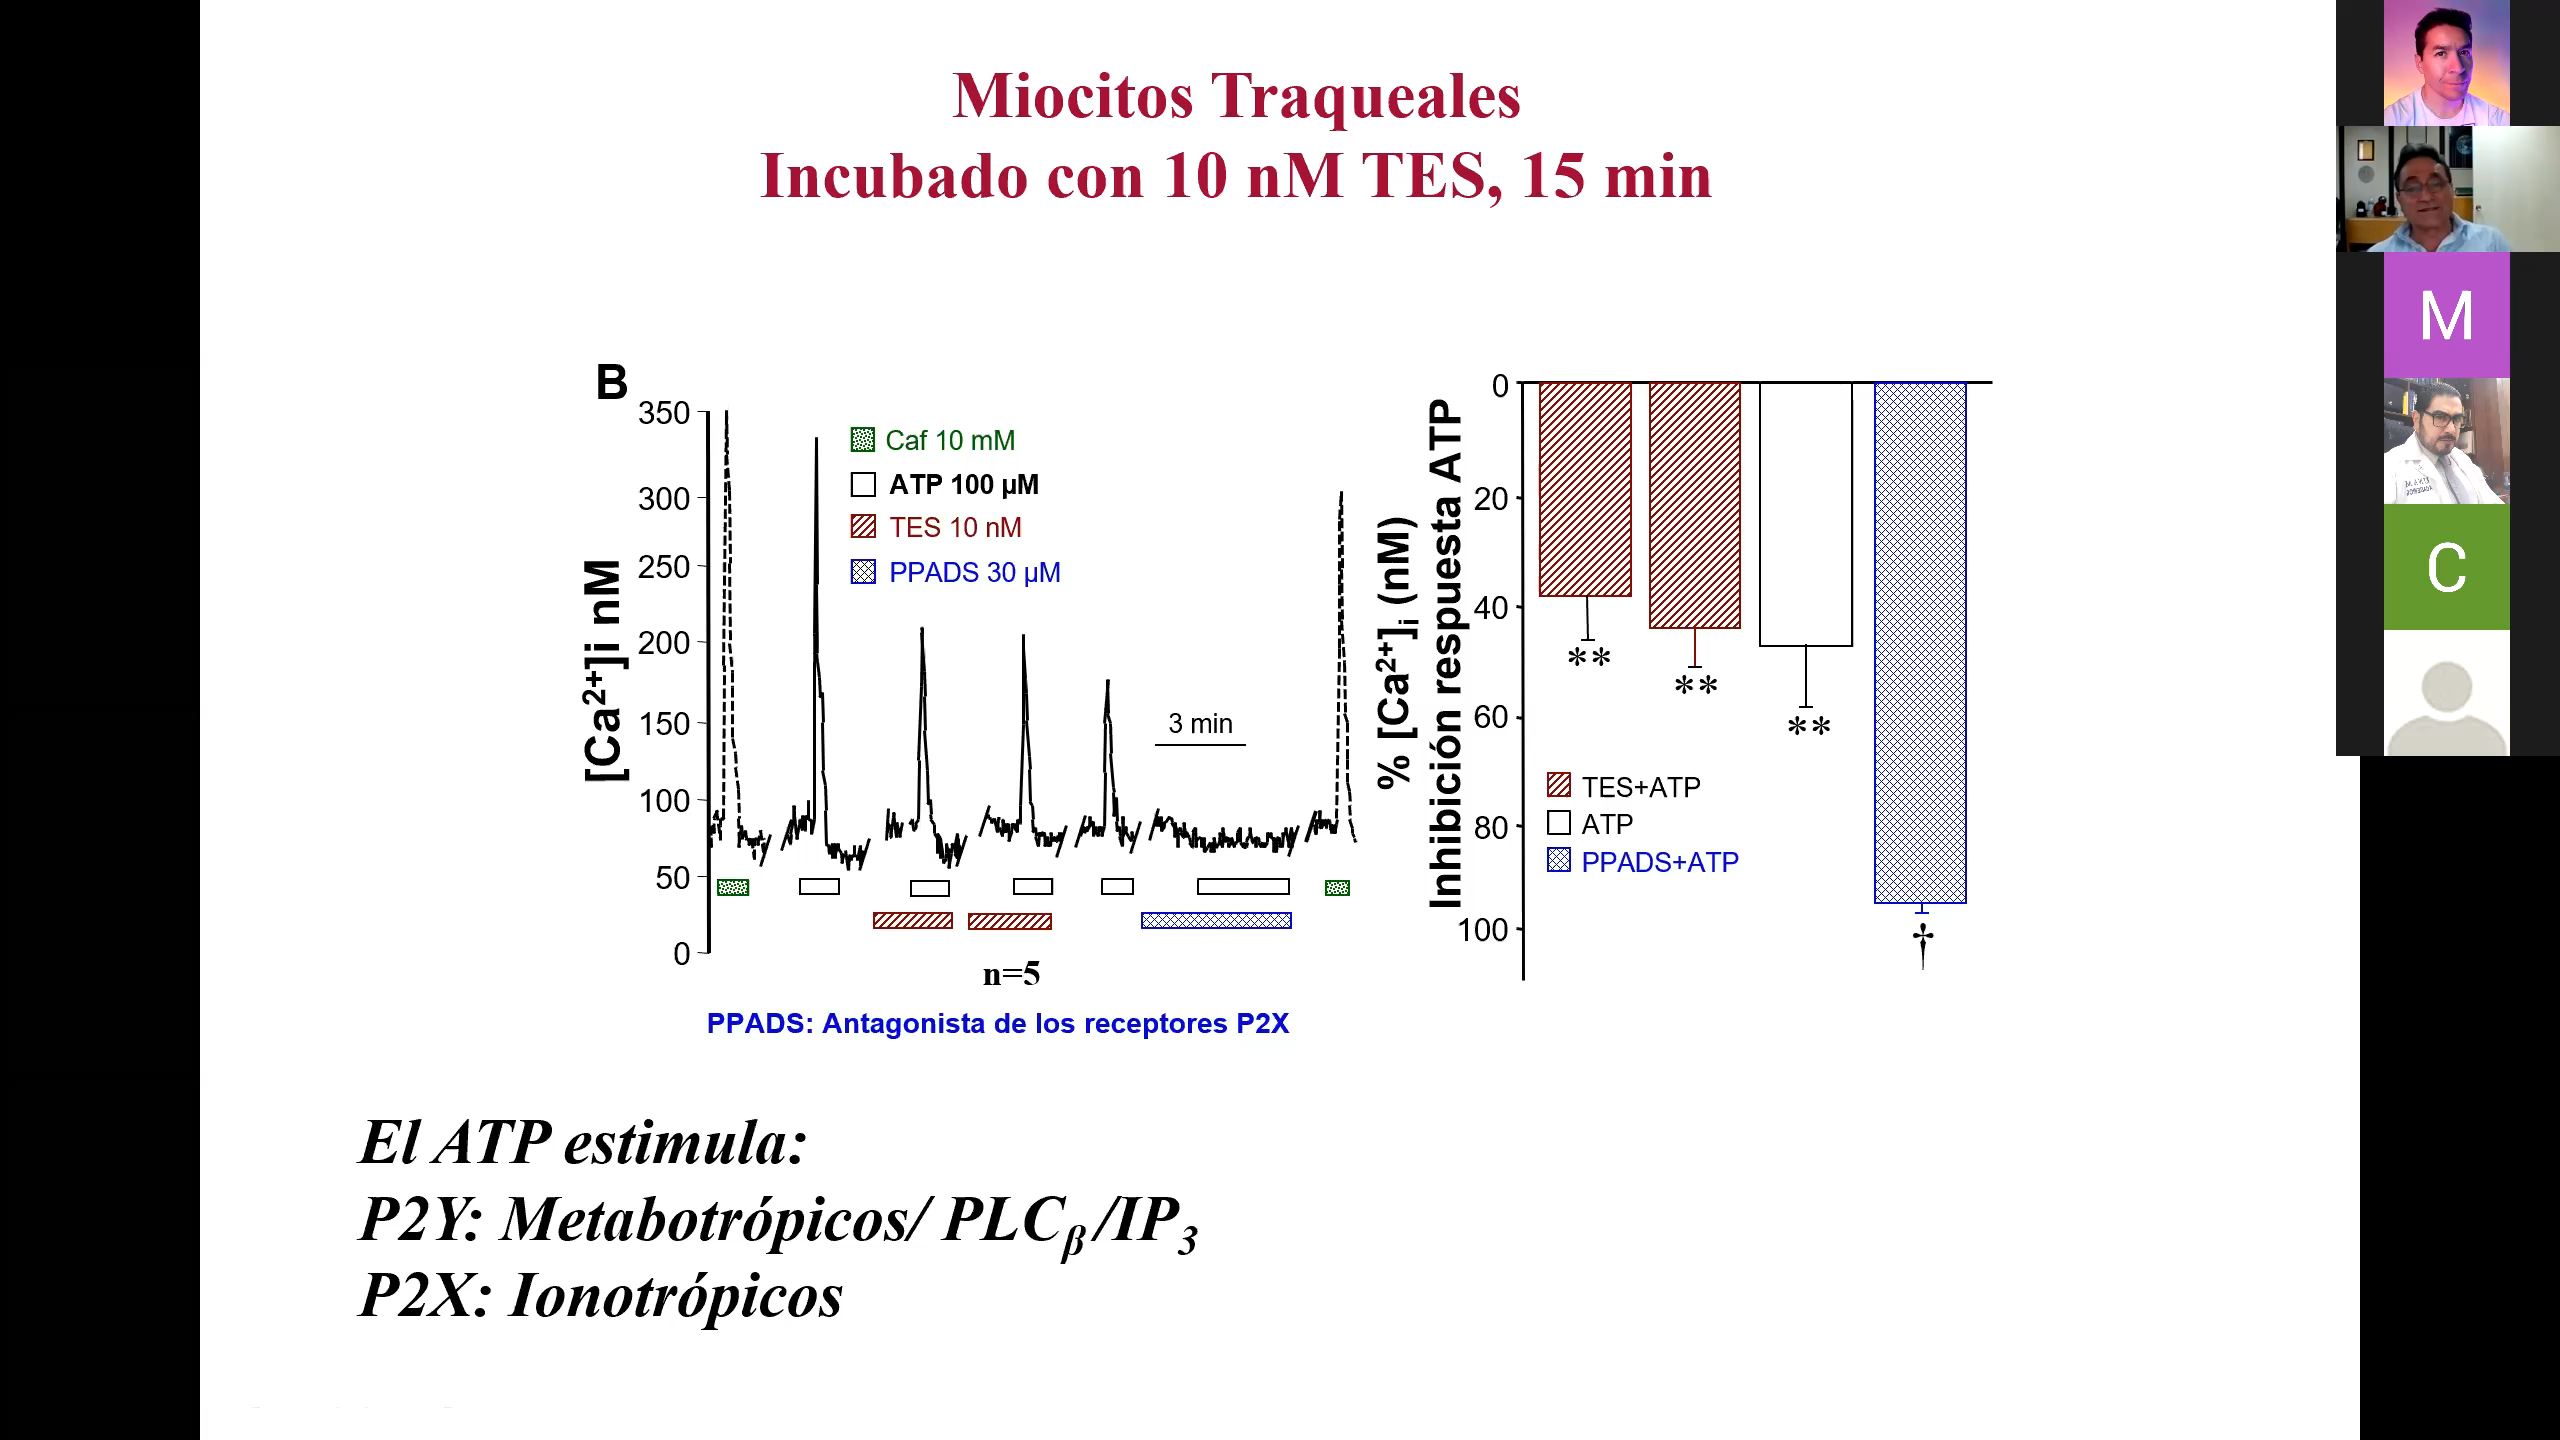 Miocitos Traqueales
Incubado con 10 nM TES, 15 min
B
[Ca²⁺]i nM
350
300
250
200
150
100
50
0
Caf 10 mM
ATP 100 µM
TES 10 nM
PPADS 30 µM
3 min
n=5
PPADS: Antagonista de los receptores P2X
% [Ca²⁺]ᵢ (nM)
Inhibición respuesta ATP
0
20
40
60
80
100
**
**
**
†
TES+ATP
ATP
PPADS+ATP
El ATP estimula:
P2Y: Metabotrópicos/ PLCᵦ/IP₃
P2X: Ionotrópicos
M
C